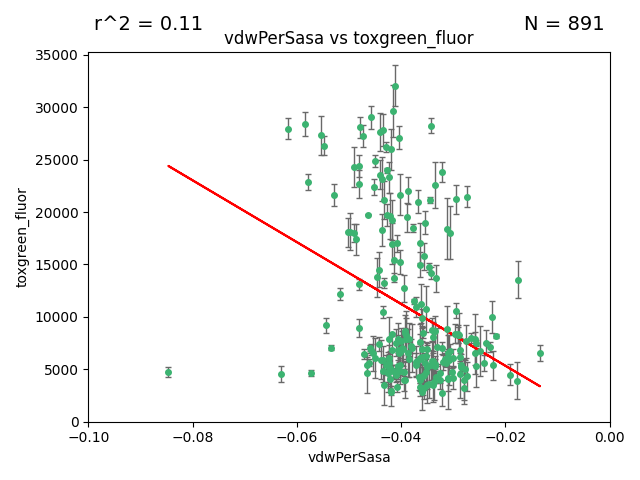 r^2 = 0.11
N = 891
vdwPerSasa vs toxgreen_fluor
35000
30000
25000
20000
15000
10000
5000
0
toxgreen_fluor
−0.10
−0.08
−0.06
−0.04
−0.02
0.00
vdwPerSasa